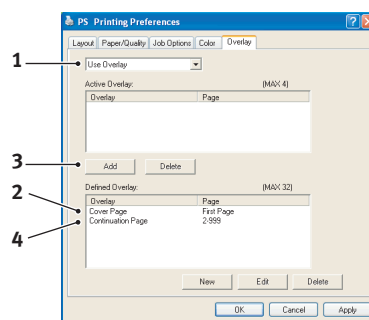 PS Printing Preferences
Layout Paper/Quality Job Options Color Overlay
1 Use Overlay
Active Overlay: (MAX 4)
Overlay Page
3 Add Delete
Defined Overlay: (MAX 32)
Overlay Page
2 Cover Page First Page
4 Continuation Page 2-999
New Edit Delete
OK Cancel Apply